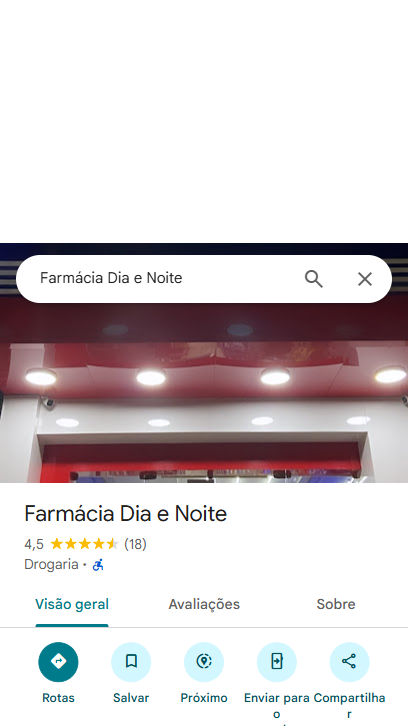 Farmácia Dia e Noite
Farmácia Dia e Noite
4,5 (18)
Drogaria ·
Visão geral Avaliações Sobre
Rotas Salvar Próximo Enviar para o Compartilhar